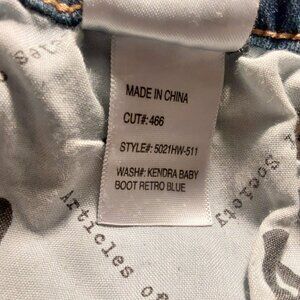 MADE IN CHINA
CUT#: 466
STYLE#: 5021HW-511
WASH#: KENDRA BABY
BOOT RETRO BLUE
Articles of
Society